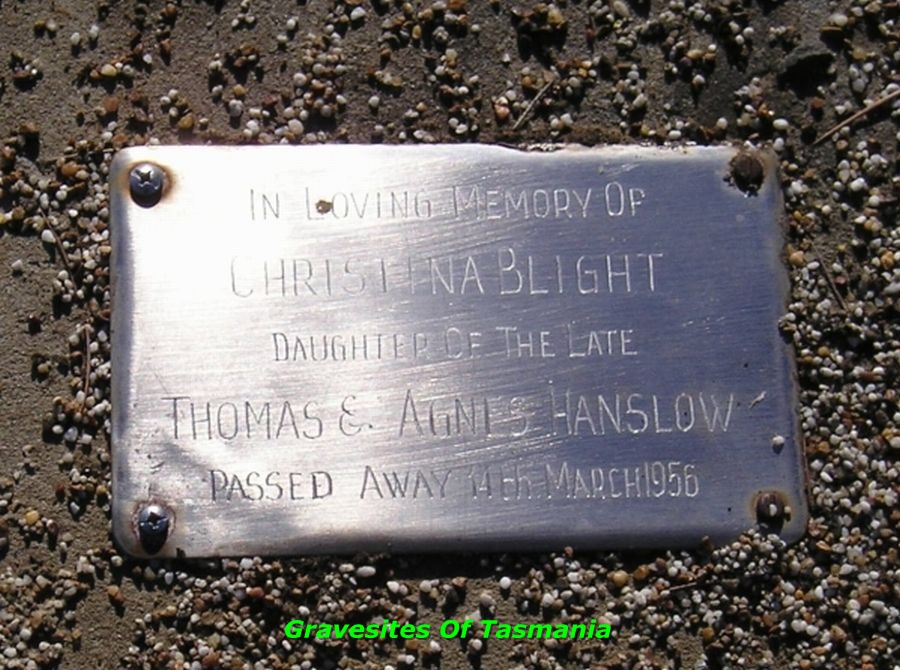 In Loving Memory Of
Christina Blight
Daughter Of The Late
Thomas & Agnes Hanslow
Passed Away 14th March 1956
Gravesites Of Tasmania